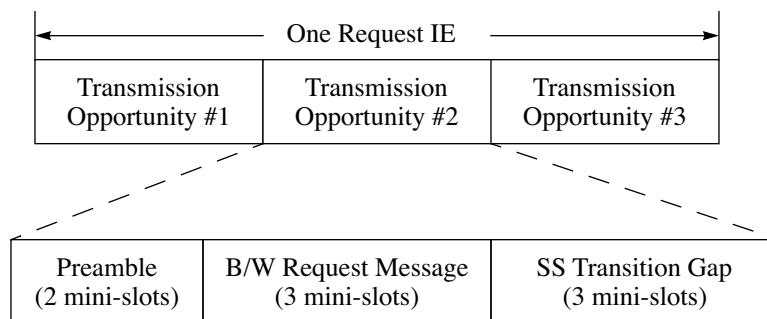 One Request IE
Transmission
Opportunity #1
Transmission
Opportunity #2
Transmission
Opportunity #3
Preamble
(2 mini-slots)
B/W Request Message
(3 mini-slots)
SS Transition Gap
(3 mini-slots)